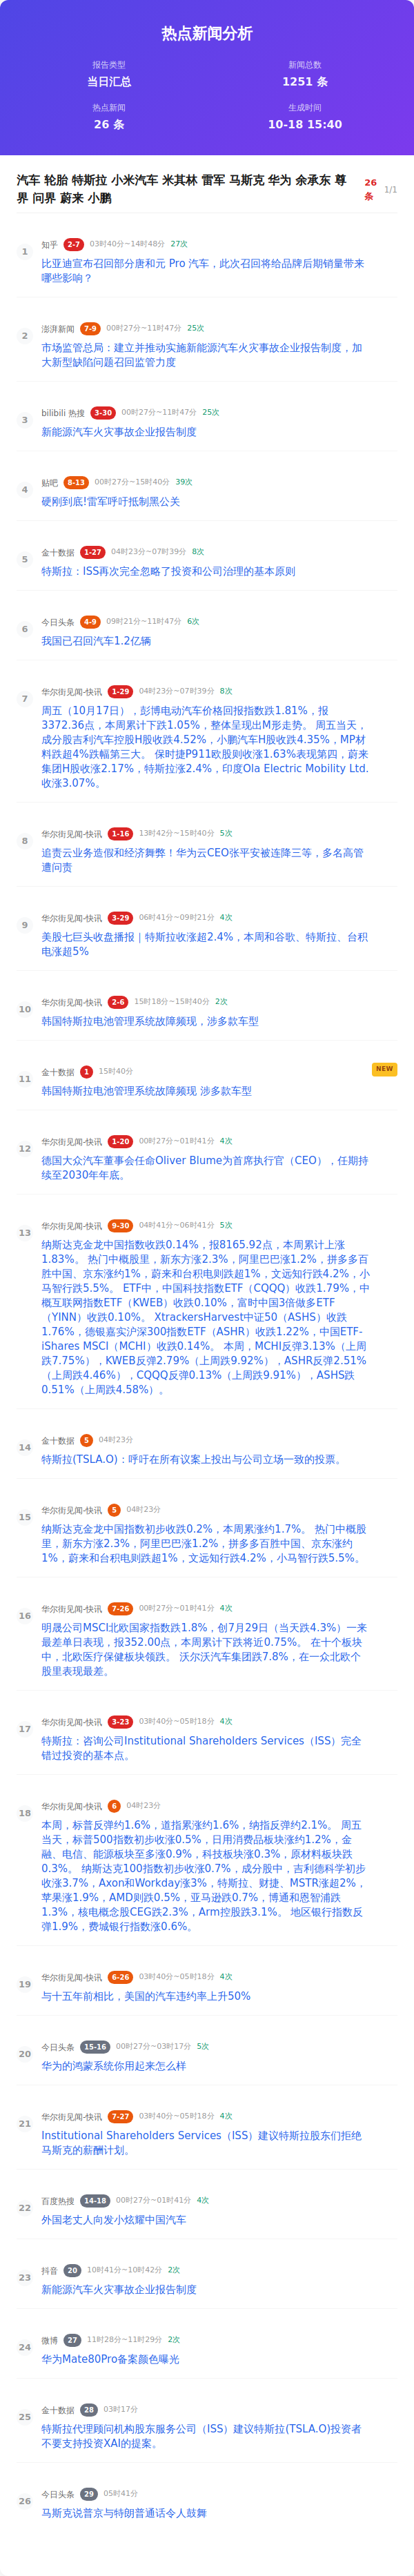 热点新闻分析
报告类型
当日汇总
新闻总数
1251 条
热点新闻
26 条
生成时间
10-18 15:40
汽车 轮胎 特斯拉 小米汽车 米其林 雷军 马斯克 华为 余承东 尊
界 问界 蔚来 小鹏
26
条
1/1
1
知乎 2-7 03时40分~14时48分 27次
比亚迪宣布召回部分唐和元 Pro 汽车，此次召回将给品牌后期销量带来
哪些影响？
2
澎湃新闻 7-9 00时27分~11时47分 25次
市场监管总局：建立并推动实施新能源汽车火灾事故企业报告制度，加
大新型缺陷问题召回监管力度
3
bilibili 热搜 3-30 00时27分~11时47分 25次
新能源汽车火灾事故企业报告制度
4
贴吧 8-13 00时27分~15时40分 39次
硬刚到底!雷军呼吁抵制黑公关
5
金十数据 1-27 04时23分~07时39分 8次
特斯拉：ISS再次完全忽略了投资和公司治理的基本原则
6
今日头条 4-9 09时21分~11时47分 6次
我国已召回汽车1.2亿辆
7
华尔街见闻-快讯 1-29 04时23分~07时39分 8次
周五（10月17日），彭博电动汽车价格回报指数跌1.81%，报
3372.36点，本周累计下跌1.05%，整体呈现出M形走势。 周五当天，
成分股吉利汽车控股H股收跌4.52%，小鹏汽车H股收跌4.35%，MP材
料跌超4%跌幅第三大。 保时捷P911欧股则收涨1.63%表现第四，蔚来
集团H股收涨2.17%，特斯拉涨2.4%，印度Ola Electric Mobility Ltd.
收涨3.07%。
8
华尔街见闻-快讯 1-16 13时42分~15时40分 5次
追责云业务造假和经济舞弊！华为云CEO张平安被连降三等，多名高管
遭问责
9
华尔街见闻-快讯 3-29 06时41分~09时21分 4次
美股七巨头收盘播报｜特斯拉收涨超2.4%，本周和谷歌、特斯拉、台积
电涨超5%
10
华尔街见闻-快讯 2-6 15时18分~15时40分 2次
韩国特斯拉电池管理系统故障频现，涉多款车型
11
金十数据 1 15时40分
NEW
韩国特斯拉电池管理系统故障频现 涉多款车型
12
华尔街见闻-快讯 1-20 00时27分~01时41分 4次
德国大众汽车董事会任命Oliver Blume为首席执行官（CEO），任期持
续至2030年年底。
13
华尔街见闻-快讯 9-30 04时41分~06时41分 5次
纳斯达克金龙中国指数收跌0.14%，报8165.92点，本周累计上涨
1.83%。 热门中概股里，新东方涨2.3%，阿里巴巴涨1.2%，拼多多百
胜中国、京东涨约1%，蔚来和台积电则跌超1%，文远知行跌4.2%，小
马智行跌5.5%。 ETF中，中国科技指数ETF（CQQQ）收跌1.79%，中
概互联网指数ETF（KWEB）收跌0.10%，富时中国3倍做多ETF
（YINN）收跌0.10%。 XtrackersHarvest中证50（ASHS）收跌
1.76%，德银嘉实沪深300指数ETF（ASHR）收跌1.22%，中国ETF-
iShares MSCI（MCHI）收跌0.14%。 本周，MCHI反弹3.13%（上周
跌7.75%），KWEB反弹2.79%（上周跌9.92%），ASHR反弹2.51%
（上周跌4.46%），CQQQ反弹0.13%（上周跌9.91%），ASHS跌
0.51%（上周跌4.58%）。
14
金十数据 5 04时23分
特斯拉(TSLA.O)：呼吁在所有议案上投出与公司立场一致的投票。
15
华尔街见闻-快讯 5 04时23分
纳斯达克金龙中国指数初步收跌0.2%，本周累涨约1.7%。 热门中概股
里，新东方涨2.3%，阿里巴巴涨1.2%，拼多多百胜中国、京东涨约
1%，蔚来和台积电则跌超1%，文远知行跌4.2%，小马智行跌5.5%。
16
华尔街见闻-快讯 7-26 00时27分~01时41分 4次
明晟公司MSCI北欧国家指数跌1.8%，创7月29日（当天跌4.3%）一来
最差单日表现，报352.00点，本周累计下跌将近0.75%。 在十个板块
中，北欧医疗保健板块领跌。 沃尔沃汽车集团跌7.8%，在一众北欧个
股里表现最差。
17
华尔街见闻-快讯 3-23 03时40分~05时18分 4次
特斯拉：咨询公司Institutional Shareholders Services（ISS）完全
错过投资的基本点。
18
华尔街见闻-快讯 6 04时23分
本周，标普反弹约1.6%，道指累涨约1.6%，纳指反弹约2.1%。 周五
当天，标普500指数初步收涨0.5%，日用消费品板块涨约1.2%，金
融、电信、能源板块至多涨0.9%，科技板块涨0.3%，原材料板块跌
0.3%。 纳斯达克100指数初步收涨0.7%，成分股中，吉利德科学初步
收涨3.7%，Axon和Workday涨3%，特斯拉、财捷、MSTR涨超2%，
苹果涨1.9%，AMD则跌0.5%，亚马逊跌0.7%，博通和恩智浦跌
1.3%，核电概念股CEG跌2.3%，Arm控股跌3.1%。 地区银行指数反
弹1.9%，费城银行指数涨0.6%。
19
华尔街见闻-快讯 6-26 03时40分~05时18分 4次
与十五年前相比，美国的汽车违约率上升50%
20
今日头条 15-16 00时27分~03时17分 5次
华为的鸿蒙系统你用起来怎么样
21
华尔街见闻-快讯 7-27 03时40分~05时18分 4次
Institutional Shareholders Services（ISS）建议特斯拉股东们拒绝
马斯克的薪酬计划。
22
百度热搜 14-18 00时27分~01时41分 4次
外国老丈人向发小炫耀中国汽车
23
抖音 20 10时41分~10时42分 2次
新能源汽车火灾事故企业报告制度
24
微博 27 11时28分~11时29分 2次
华为Mate80Pro备案颜色曝光
25
金十数据 28 03时17分
特斯拉代理顾问机构股东服务公司（ISS）建议特斯拉(TSLA.O)投资者
不要支持投资XAI的提案。
26
今日头条 29 05时41分
马斯克说普京与特朗普通话令人鼓舞